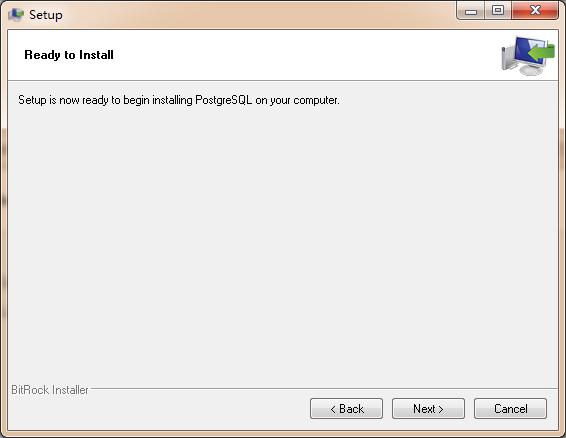 Setup
Ready to Install
Setup is now ready to begin installing PostgreSQL on your computer.
BitRock Installer
< Back
Next >
Cancel